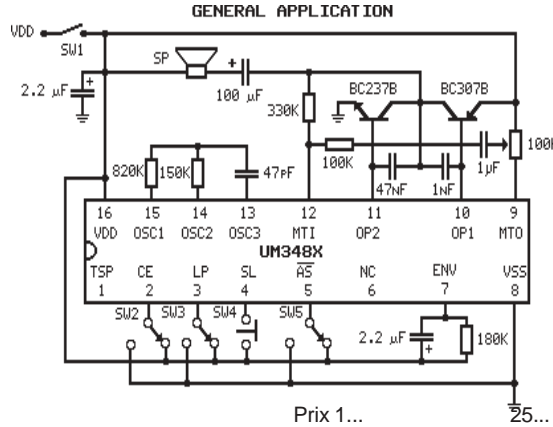 GENERAL APPLICATION
VDD
SW1
SP
+
2.2 µF
+
100 µF
BC237B
BC307B
330K
100K
1µF
100K
820K
150K
47pF
47nF
1nF
16 15 14 13 12 11 10 9
VDD OSC1 OSC2 OSC3 MTI OP2 OP1 MTO
UM348X
TSP CE LP SL AS NC ENV VSS
1 2 3 4 5 6 7 8
SW2 SW3 SW4 SW5
2.2 µF
+
180K
Prix 1... 25...